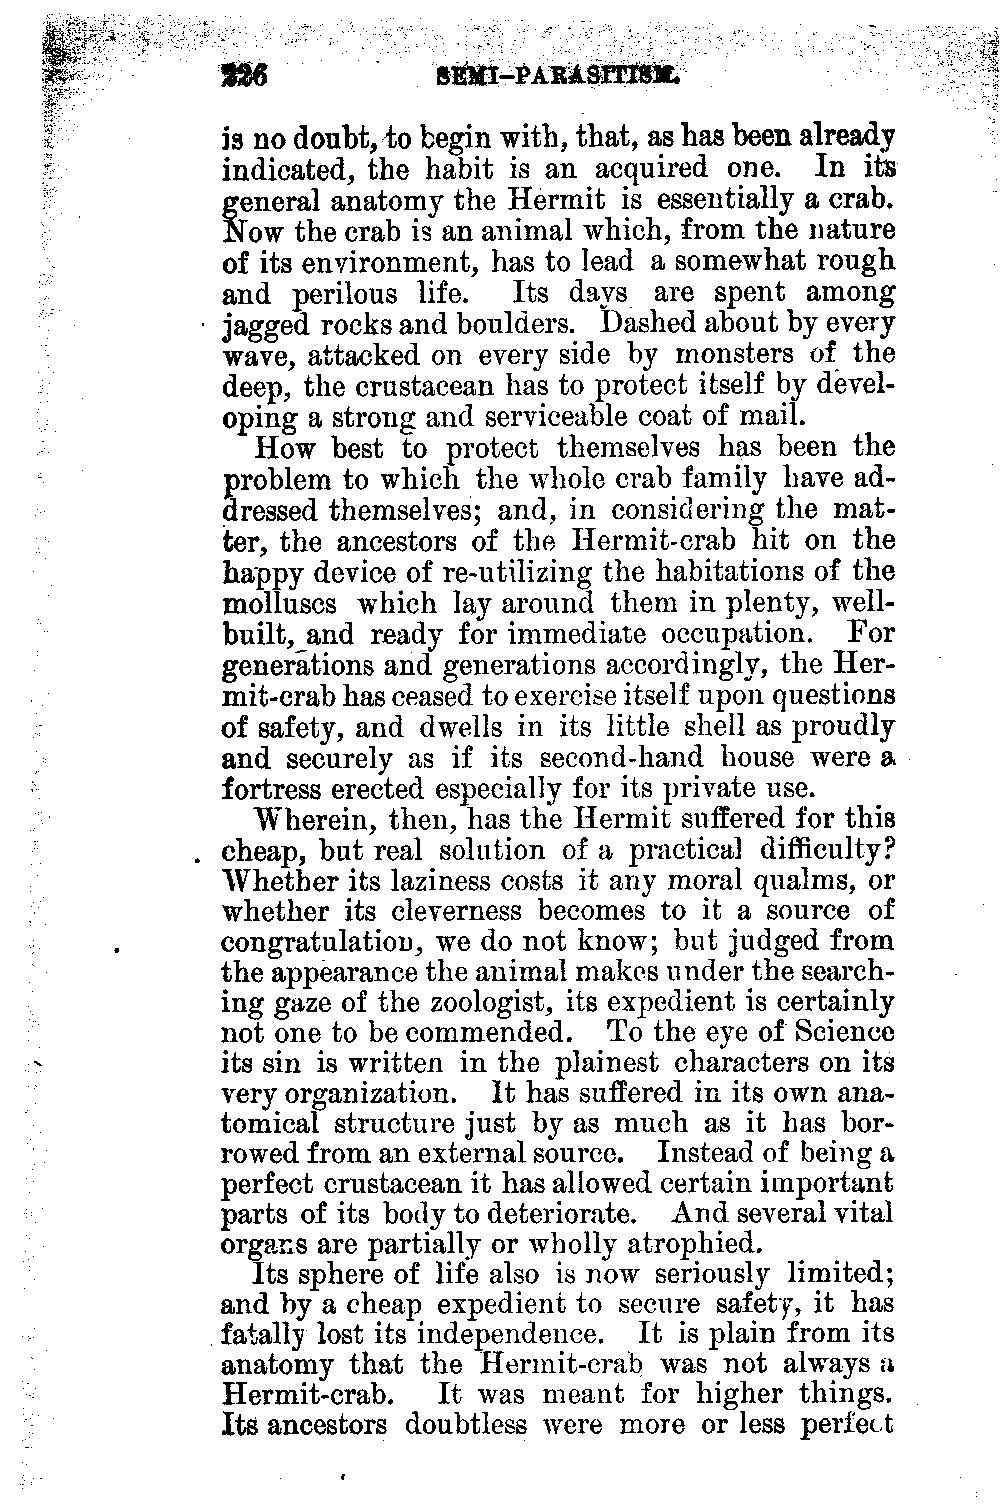 226 SEMI-PARASITISM.
is no doubt, to begin with, that, as has been already
indicated, the habit is an acquired one. In its
general anatomy the Hermit is essentially a crab.
Now the crab is an animal which, from the nature
of its environment, has to lead a somewhat rough
and perilous life. Its days are spent among
jagged rocks and boulders. Dashed about by every
wave, attacked on every side by monsters of the
deep, the crustacean has to protect itself by devel-
oping a strong and serviceable coat of mail.
How best to protect themselves has been the
problem to which the whole crab family have ad-
dressed themselves; and, in considering the mat-
ter, the ancestors of the Hermit-crab hit on the
happy device of re-utilizing the habitations of the
molluscs which lay around them in plenty, well-
built, and ready for immediate occupation. For
generations and generations accordingly, the Her-
mit-crab has ceased to exercise itself upon questions
of safety, and dwells in its little shell as proudly
and securely as if its second-hand house were a
fortress erected especially for its private use.
Wherein, then, has the Hermit suffered for this
cheap, but real solution of a practical difficulty?
Whether its laziness costs it any moral qualms, or
whether its cleverness becomes to it a source of
congratulation, we do not know; but judged from
the appearance the animal makes under the search-
ing gaze of the zoologist, its expedient is certainly
not one to be commended. To the eye of Science
its sin is written in the plainest characters on its
very organization. It has suffered in its own ana-
tomical structure just by as much as it has bor-
rowed from an external source. Instead of being a
perfect crustacean it has allowed certain important
parts of its body to deteriorate. And several vital
organs are partially or wholly atrophied.
Its sphere of life also is now seriously limited;
and by a cheap expedient to secure safety, it has
fatally lost its independence. It is plain from its
anatomy that the Hermit-crab was not always a
Hermit-crab. It was meant for higher things.
Its ancestors doubtless were more or less perfect